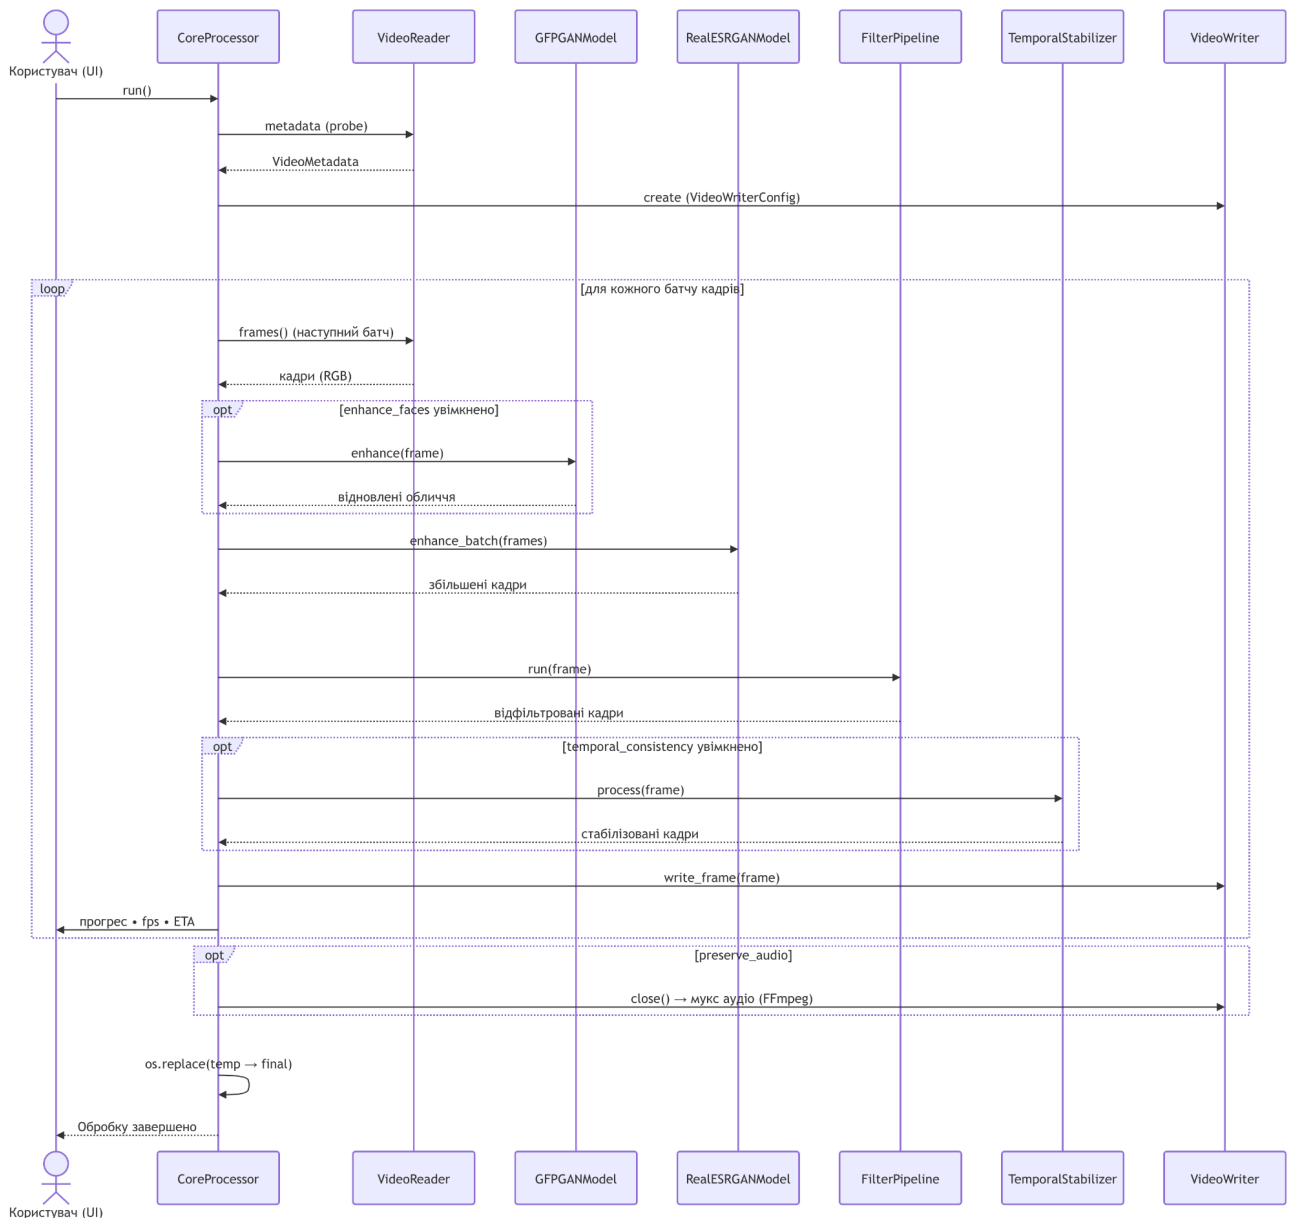 Користувач (UI)
CoreProcessor
VideoReader
GFPGANModel
RealESRGANModel
FilterPipeline
TemporalStabilizer
VideoWriter
run()
metadata (probe)
VideoMetadata
create (VideoWriterConfig)
loop
[для кожного батчу кадрів]
frames() (наступний батч)
кадри (RGB)
opt
[enhance_faces увімкнено]
enhance(frame)
відновлені обличчя
enhance_batch(frames)
збільшені кадри
run(frame)
відфільтровані кадри
opt
[temporal_consistency увімкнено]
process(frame)
стабілізовані кадри
write_frame(frame)
прогрес • fps • ETA
opt
[preserve_audio]
close() → мукс аудіо (FFmpeg)
os.replace(temp → final)
Обробку завершено
Користувач (UI)
CoreProcessor
VideoReader
GFPGANModel
RealESRGANModel
FilterPipeline
TemporalStabilizer
VideoWriter